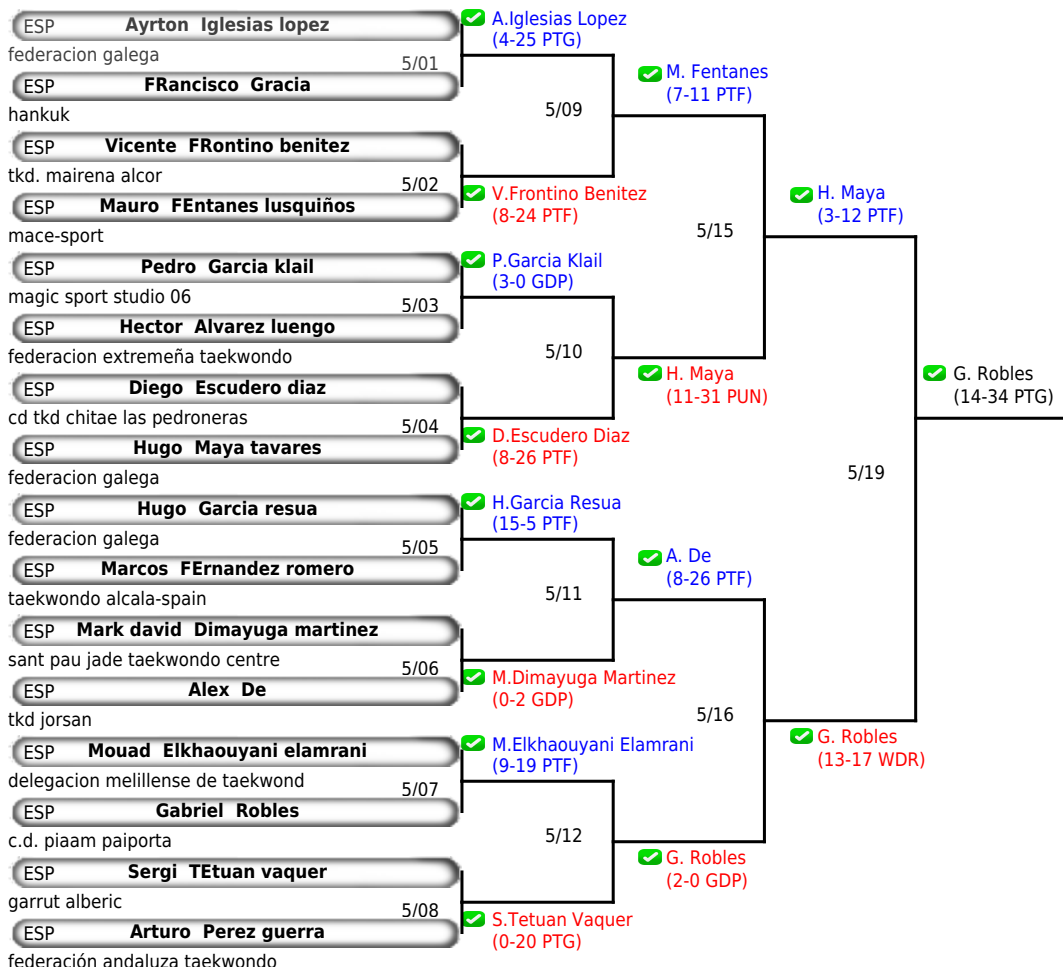 ESP Ayrton Iglesias lopez
federacion galega
5/01
ESP FRancisco Gracia
hankuk
ESP Vicente FRontino benitez
tkd. mairena alcor
5/02
ESP Mauro FEntanes lusquiños
mace-sport
ESP Pedro Garcia klail
magic sport studio 06
5/03
ESP Hector Alvarez luengo
federacion extremeña taekwondo
ESP Diego Escudero diaz
cd tkd chitae las pedroneras
5/04
ESP Hugo Maya tavares
federacion galega
ESP Hugo Garcia resua
federacion galega
5/05
ESP Marcos FErnandez romero
taekwondo alcala-spain
ESP Mark david Dimayuga martinez
sant pau jade taekwondo centre
5/06
ESP Alex De
tkd jorsan
ESP Mouad Elkhaouyani elamrani
delegacion melillense de taekwond
5/07
ESP Gabriel Robles
c.d. piaam paiporta
ESP Sergi TEtuan vaquer
garrut alberic
5/08
ESP Arturo Perez guerra
federación andaluza taekwondo
A.Iglesias Lopez
(4-25 PTG)
5/09
V.Frontino Benitez
(8-24 PTF)
P.Garcia Klail
(3-0 GDP)
5/10
D.Escudero Diaz
(8-26 PTF)
H.Garcia Resua
(15-5 PTF)
5/11
M.Dimayuga Martinez
(0-2 GDP)
M.Elkhaouyani Elamrani
(9-19 PTF)
5/12
S.Tetuan Vaquer
(0-20 PTG)
M. Fentanes
(7-11 PTF)
5/15
H. Maya
(11-31 PUN)
A. De
(8-26 PTF)
5/16
G. Robles
(2-0 GDP)
H. Maya
(3-12 PTF)
5/19
G. Robles
(13-17 WDR)
G. Robles
(14-34 PTG)